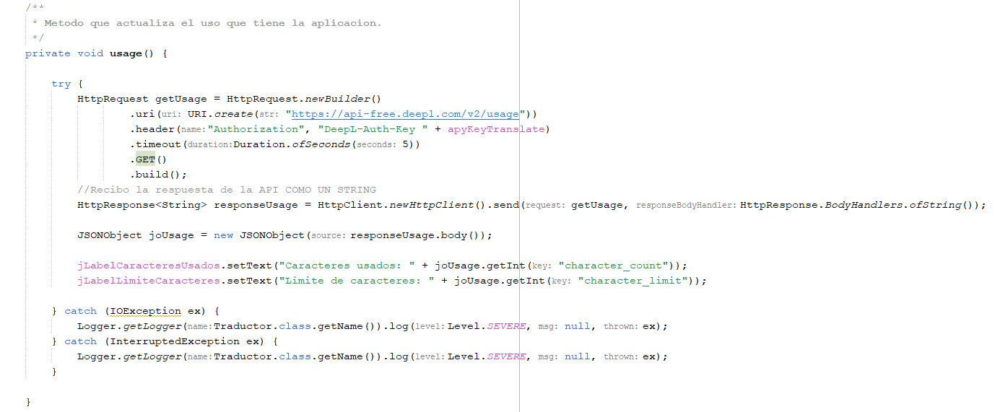 /**
* Metodo que actualiza el uso que tiene la aplicacion.
*/
private void usage() {
try {
HttpRequest getUsage = HttpRequest.newBuilder()
.uri(uri: URI.create(str: "https://api-free.deepl.com/v2/usage"))
.header(name:"Authorization", "DeepL-Auth-Key " + apyKeyTranslate)
.timeout(duration:Duration.ofSeconds(seconds: 5))
.GET()
.build();
//Recibo la respuesta de la API COMO UN STRING
HttpResponse<String> responseUsage = HttpClient.newHttpClient().send(request: getUsage, responseBodyHandler: HttpResponse.BodyHandlers.ofString());
JSONObject joUsage = new JSONObject(source: responseUsage.body());
jLabelCaracteresUsados.setText("Caracteres usados: " + joUsage.getInt(key: "character_count"));
jLabelLimiteCaracteres.setText("Limite de caracteres: " + joUsage.getInt(key: "character_limit"));
} catch (IOException ex) {
Logger.getLogger(name:Traductor.class.getName()).log(level: Level.SEVERE, msg: null, thrown: ex);
} catch (InterruptedException ex) {
Logger.getLogger(name:Traductor.class.getName()).log(level: Level.SEVERE, msg: null, thrown: ex);
}
}